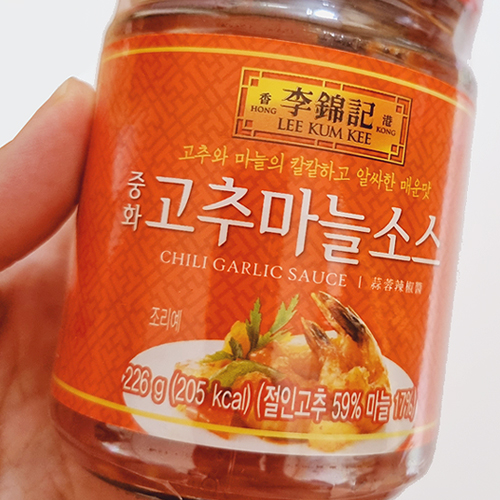 李錦記
香 港
HONG KONG
LEE KUM KEE
고추와 마늘의 칼칼하고 알싸한 매운맛
중화 고추마늘소스
CHILI GARLIC SAUCE | 蒜蓉辣椒醬
조리예
226 g (205 kcal) (절인고추 59% 마늘 17%)